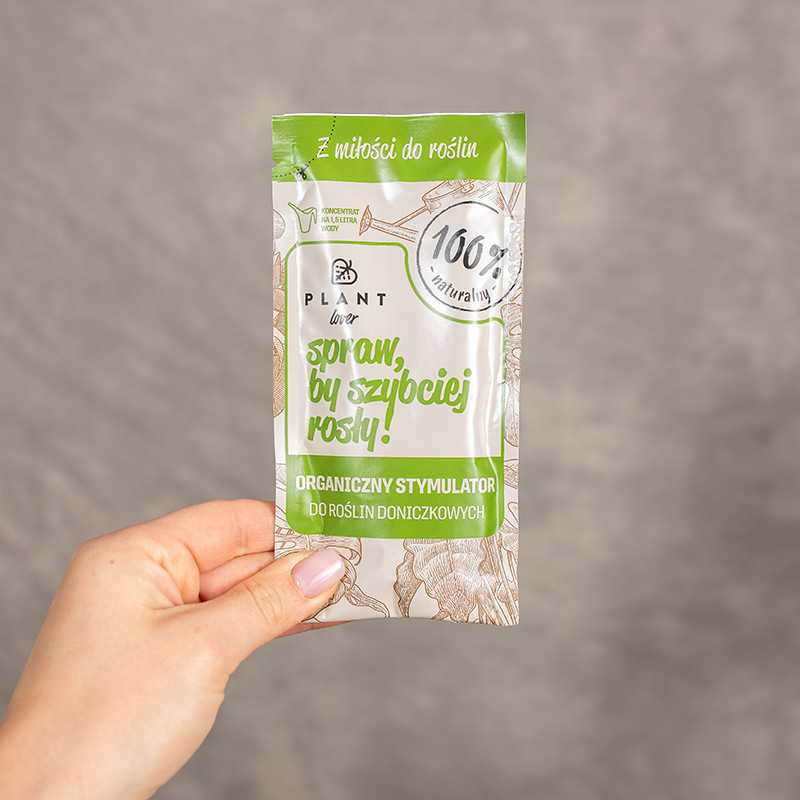 Z miłości do roślin
KONCENTRAT
NA 1,5 LITRA
WODY
100%
- naturalny -
PLANT
lover
spraw,
by szybciej
rosły!
ORGANICZNY STYMULATOR
DO ROŚLIN DONICZKOWYCH